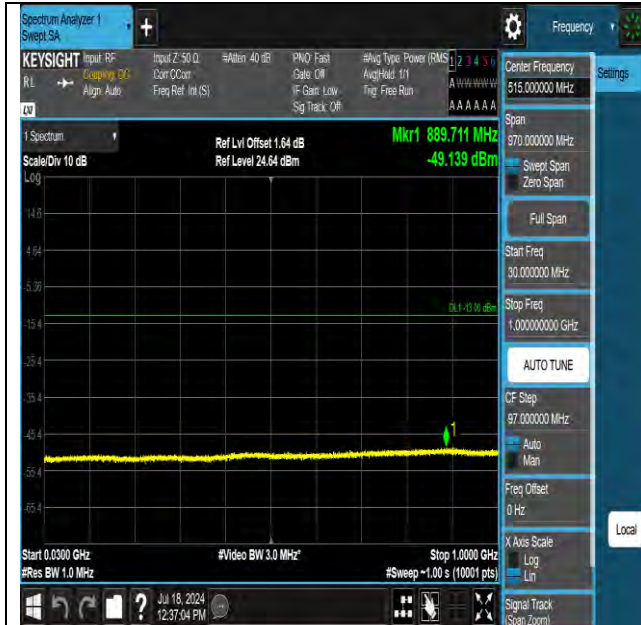 Spectrum Analyzer 1
Swept SA
+
Frequency
KEYSIGHT
RL
LV
Input: RF
Coupling: DC
Align: Auto
Input Z: 50 Ω
Corr CCorr
Freq Ref: Int (S)
#Atten: 40 dB
PNO: Fast
Gate: Off
IF Gain: Low
Sig Track: Off
#Avg Type: Power (RMS
Avg|Hold: 1/1
Trig: Free Run
1 2 3 4 5 6
A W W W W W
A A A A A A
1 Spectrum
Scale/Div 10 dB
Ref Lvl Offset 1.64 dB
Ref Level 24.64 dBm
Mkr1 889.711 MHz
-49.139 dBm
Log
14.6
4.64
-5.36
DL1 -13.00 dBm
-15.4
-25.4
-35.4
-45.4
1
-55.4
-65.4
Start 0.0300 GHz
#Res BW 1.0 MHz
#Video BW 3.0 MHz*
Stop 1.0000 GHz
#Sweep ~1.00 s (10001 pts)
Jul 18, 2024
12:37:04 PM
Center Frequency
515.000000 MHz
Settings
Span
970.000000 MHz
Swept Span
Zero Span
Full Span
Start Freq
30.000000 MHz
Stop Freq
1.000000000 GHz
AUTO TUNE
CF Step
97.000000 MHz
Auto
Man
Freq Offset
0 Hz
X Axis Scale
Log
Lin
Local
Signal Track
(Span Zoom)